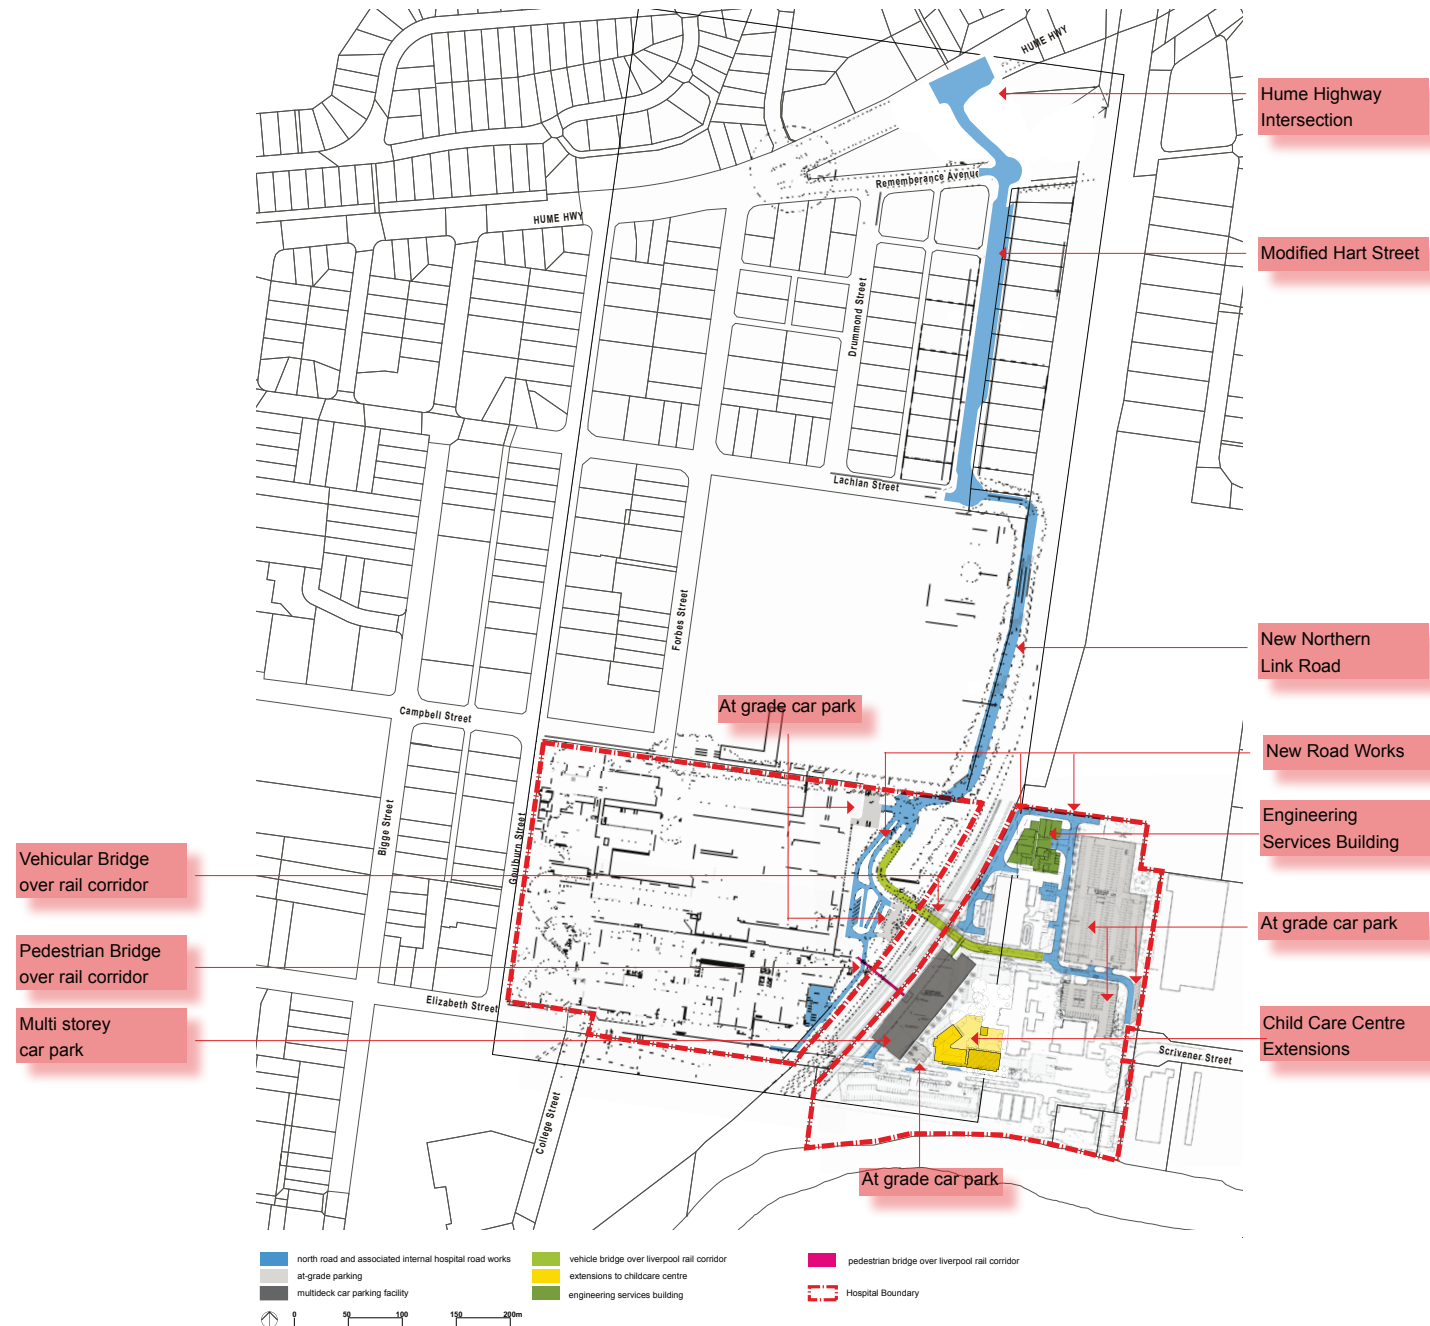 HUME HWY
Hume Highway
Intersection
Rememberance Avenue
HUME HWY
Modified Hart Street
Drummond Street
Lachlan Street
Forbes Street
New Northern
Link Road
At grade car park
Campbell Street
New Road Works
Engineering
Services Building
Bigge Street
Goulburn Street
Vehicular Bridge
over rail corridor
At grade car park
Pedestrian Bridge
over rail corridor
Elizabeth Street
Multi storey
car park
Child Care Centre
Extensions
Scrivener Street
College Street
At grade car park
north road and associated internal hospital road works
vehicle bridge over liverpool rail corridor
pedestrian bridge over liverpool rail corridor
at-grade parking
extensions to childcare centre
multideck car parking facility
engineering services building
Hospital Boundary
0 50 100 150 200m